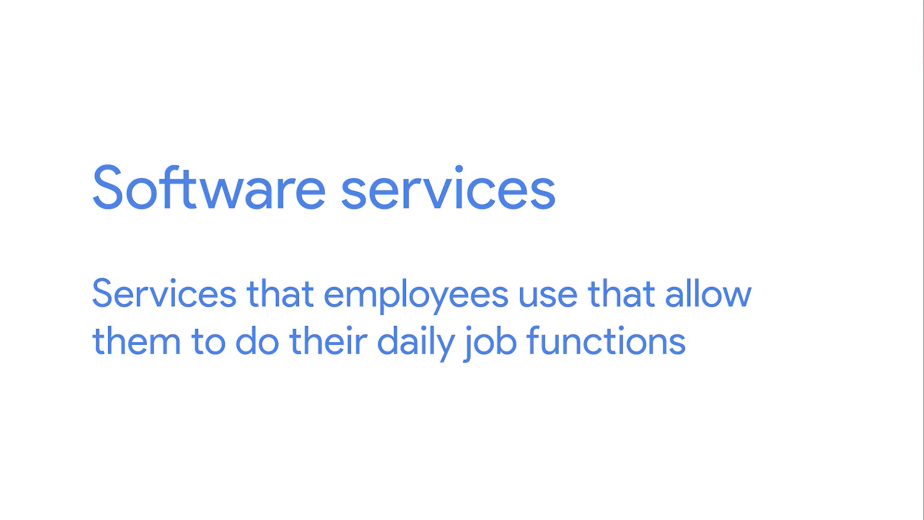 Software services
Services that employees use that allow
them to do their daily job functions